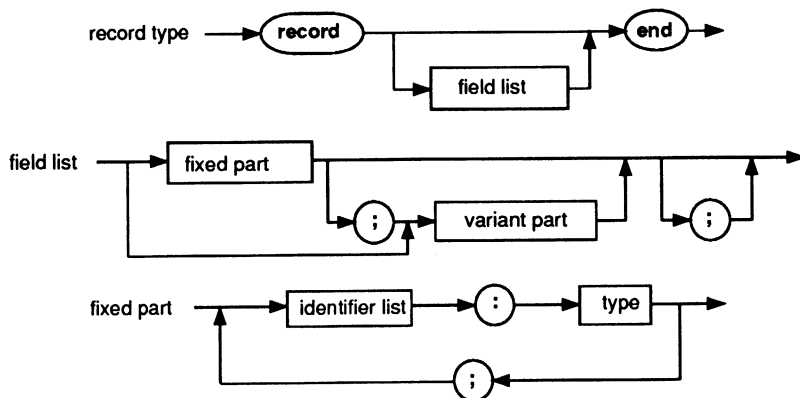 record type record end
field list
field list fixed part
; variant part ;
fixed part identifier list : type
;